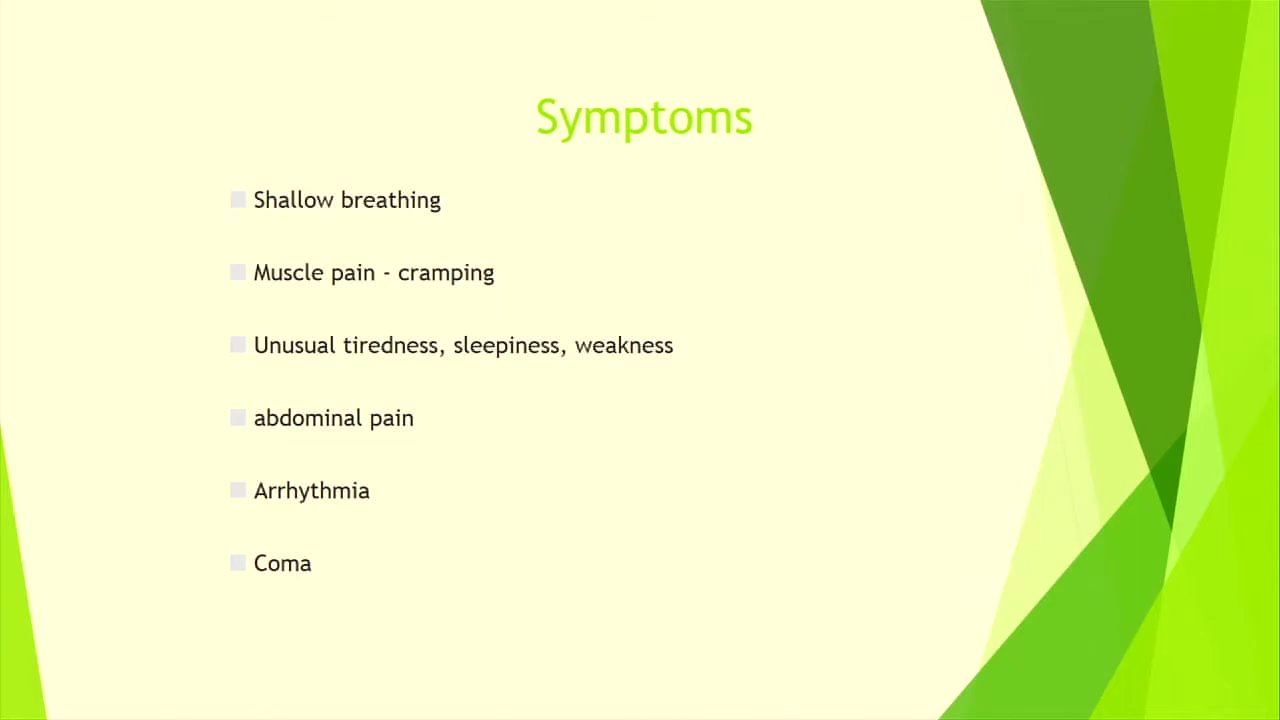 Symptoms
Shallow breathing
Muscle pain - cramping
Unusual tiredness, sleepiness, weakness
abdominal pain
Arrhythmia
Coma